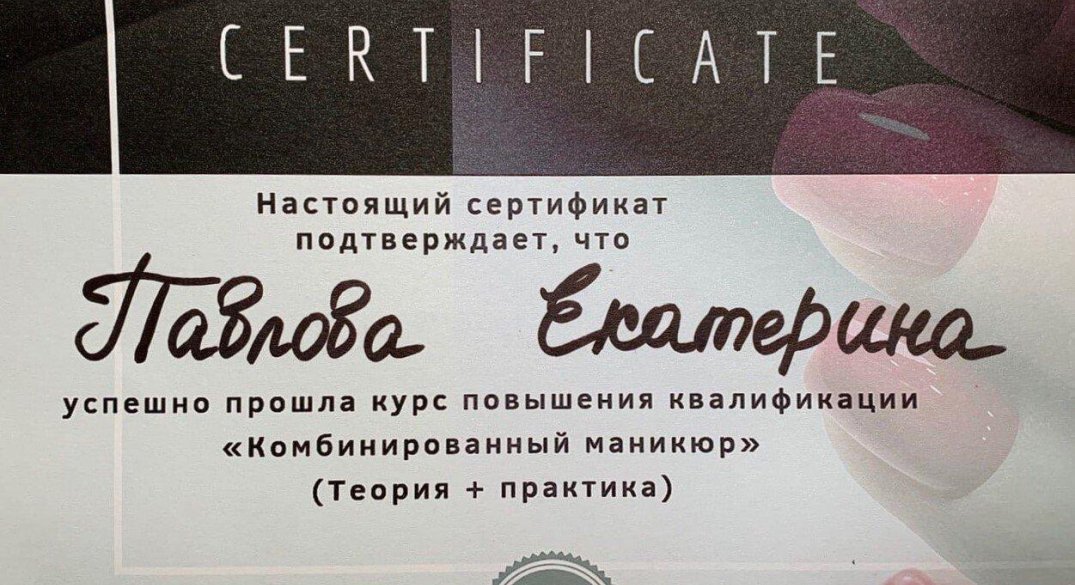 CERTIFICATE
Настоящий сертификат
подтверждает, что
Павлова Екатерина
успешно прошла курс повышения квалификации
«Комбинированный маникюр»
(Теория + практика)